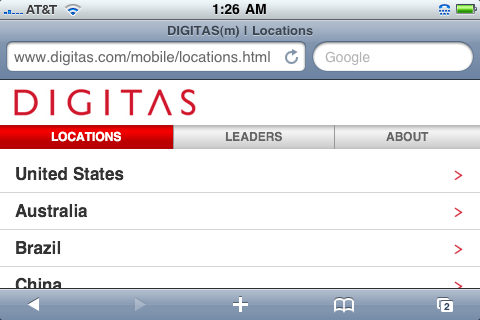 AT&T 1:26 AM
DIGITAS(m) | Locations
www.digitas.com/mobile/locations.html Google
DIGITAS
LOCATIONS LEADERS ABOUT
United States
Australia
Brazil
China
2